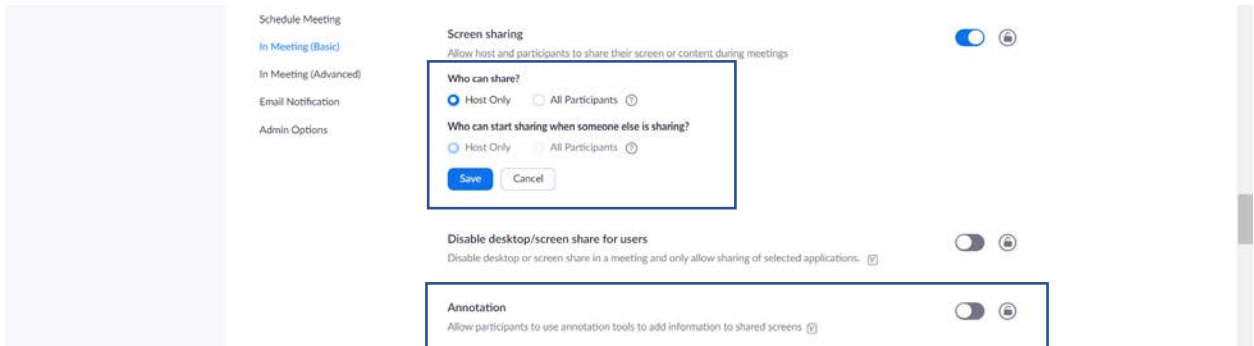 Schedule Meeting
In Meeting (Basic)
In Meeting (Advanced)
Email Notification
Admin Options
Screen sharing
Allow host and participants to share their screen or content during meetings
Who can share?
Host Only All Participants ?
Who can start sharing when someone else is sharing?
Host Only All Participants ?
Save Cancel
Disable desktop/screen share for users
Disable desktop or screen share in a meeting and only allow sharing of selected applications.
Annotation
Allow participants to use annotation tools to add information to shared screens